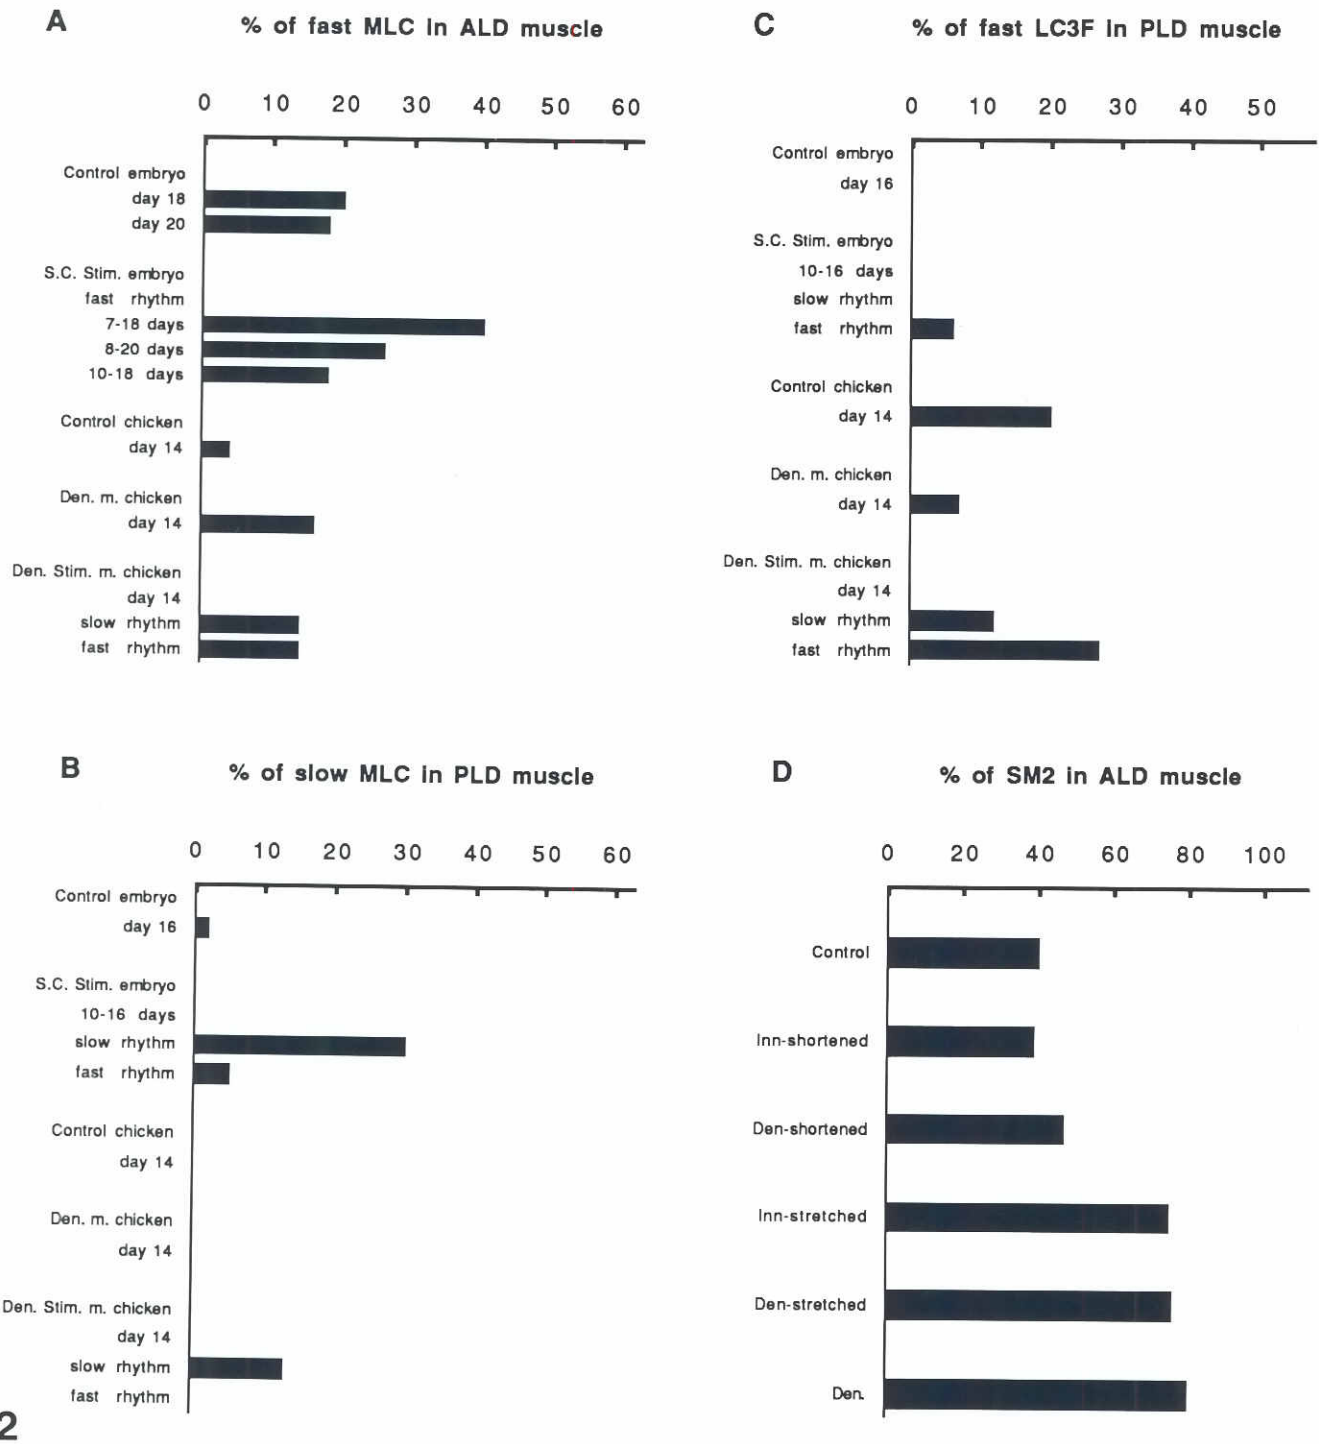 A
% of fast MLC in ALD muscle
0 10 20 30 40 50 60
Control embryo
day 18
day 20
S.C. Stim. embryo
fast rhythm
7-18 days
8-20 days
10-18 days
Control chicken
day 14
Den. m. chicken
day 14
Den. Stim. m. chicken
day 14
slow rhythm
fast rhythm
C
% of fast LC3F in PLD muscle
0 10 20 30 40 50
Control embryo
day 16
S.C. Stim. embryo
10-16 days
slow rhythm
fast rhythm
Control chicken
day 14
Den. m. chicken
day 14
Den. Stim. m. chicken
day 14
slow rhythm
fast rhythm
B
% of slow MLC in PLD muscle
0 10 20 30 40 50 60
Control embryo
day 16
S.C. Stim. embryo
10-16 days
slow rhythm
fast rhythm
Control chicken
day 14
Den. m. chicken
day 14
Den. Stim. m. chicken
day 14
slow rhythm
fast rhythm
D
% of SM2 in ALD muscle
0 20 40 60 80 100
Control
Inn-shortened
Den-shortened
Inn-stretched
Den-stretched
Den.
2